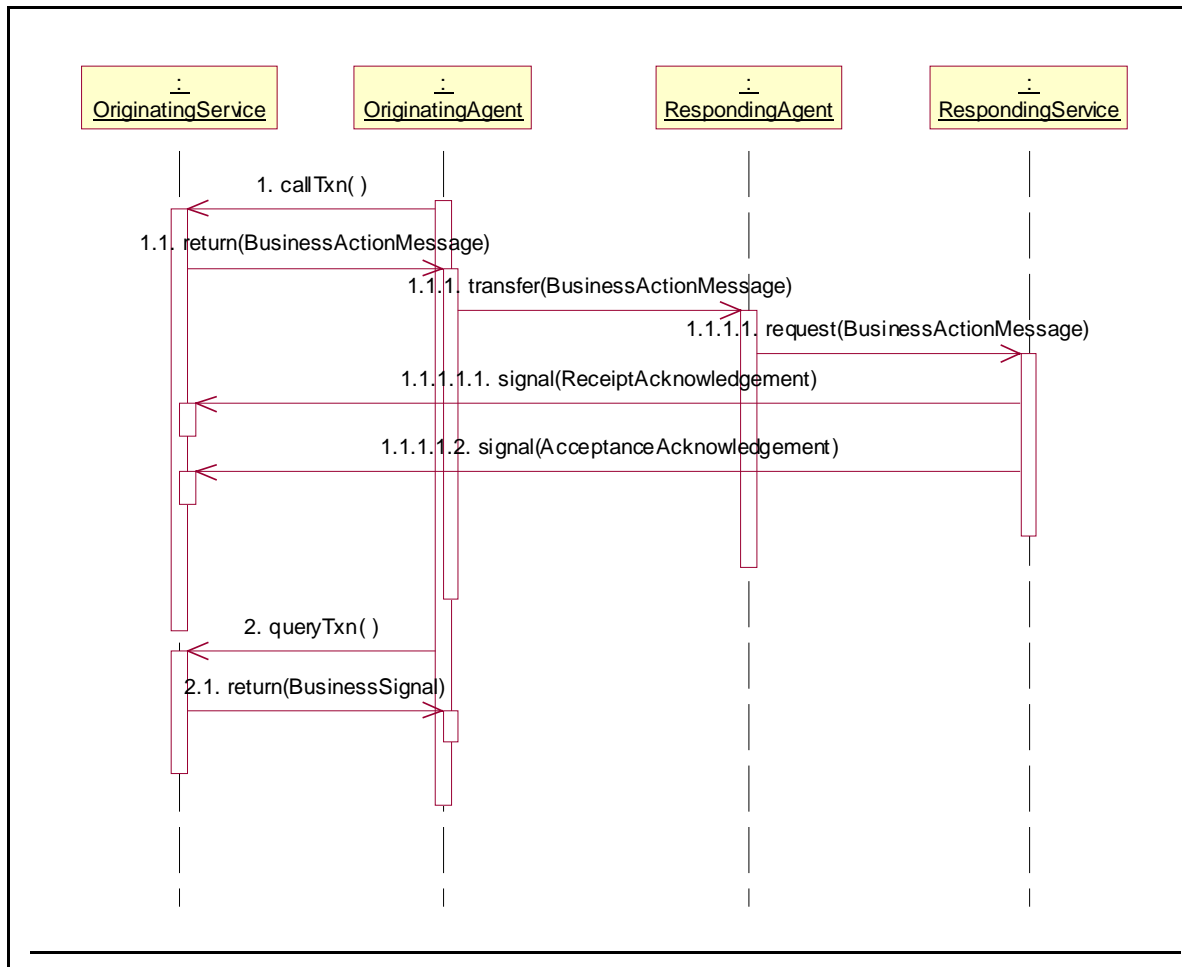 :
OriginatingService
:
OriginatingAgent
:
RespondingAgent
:
RespondingService
1. callTxn( )
1.1. return(BusinessActionMessage)
1.1.1. transfer(BusinessActionMessage)
1.1.1.1. request(BusinessActionMessage)
1.1.1.1.1. signal(ReceiptAcknowledgement)
1.1.1.1.2. signal(AcceptanceAcknowledgement)
2. queryTxn( )
2.1. return(BusinessSignal)